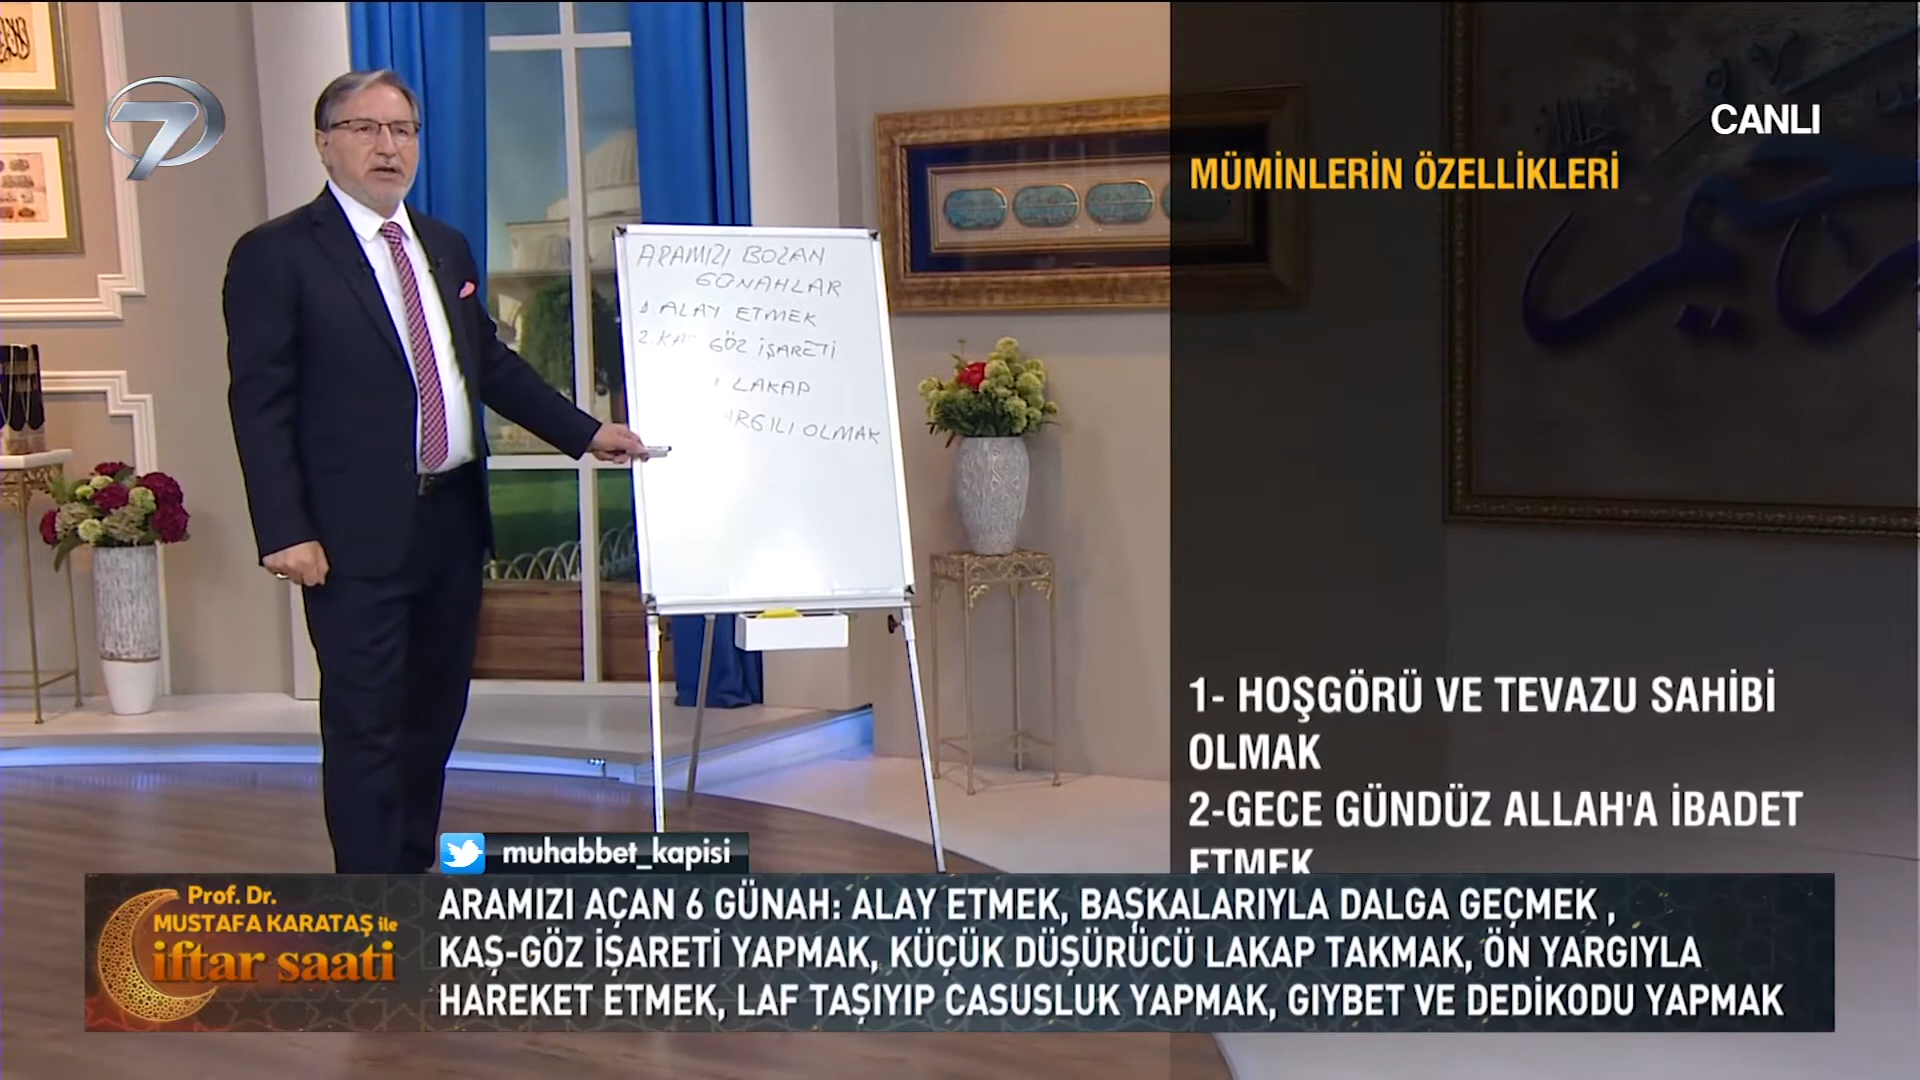 7
CANLI
MÜMİNLERİN ÖZELLİKLERİ
ARAMIZI BOZAN
GÜNAHLAR
1. ALAY ETMEK
2. GÖZ İŞARETİ
LAKAP
OLMAK
1- HOŞGÖRÜ VE TEVAZU SAHİBİ
OLMAK
2-GECE GÜNDÜZ ALLAH'A İBADET
ETMEK
muhabbet_kapisi
Prof. Dr.
MUSTAFA KARATAŞ ile
iftar saati
ARAMIZI AÇAN 6 GÜNAH: ALAY ETMEK, BAŞKALARIYLA DALGA GEÇMEK ,
KAŞ-GÖZ İŞARETİ YAPMAK, KÜÇÜK DÜŞÜRÜCÜ LAKAP TAKMAK, ÖN YARGIYLA
HAREKET ETMEK, LAF TAŞIYIP CASUSLUK YAPMAK, GIYBET VE DEDİKODU YAPMAK